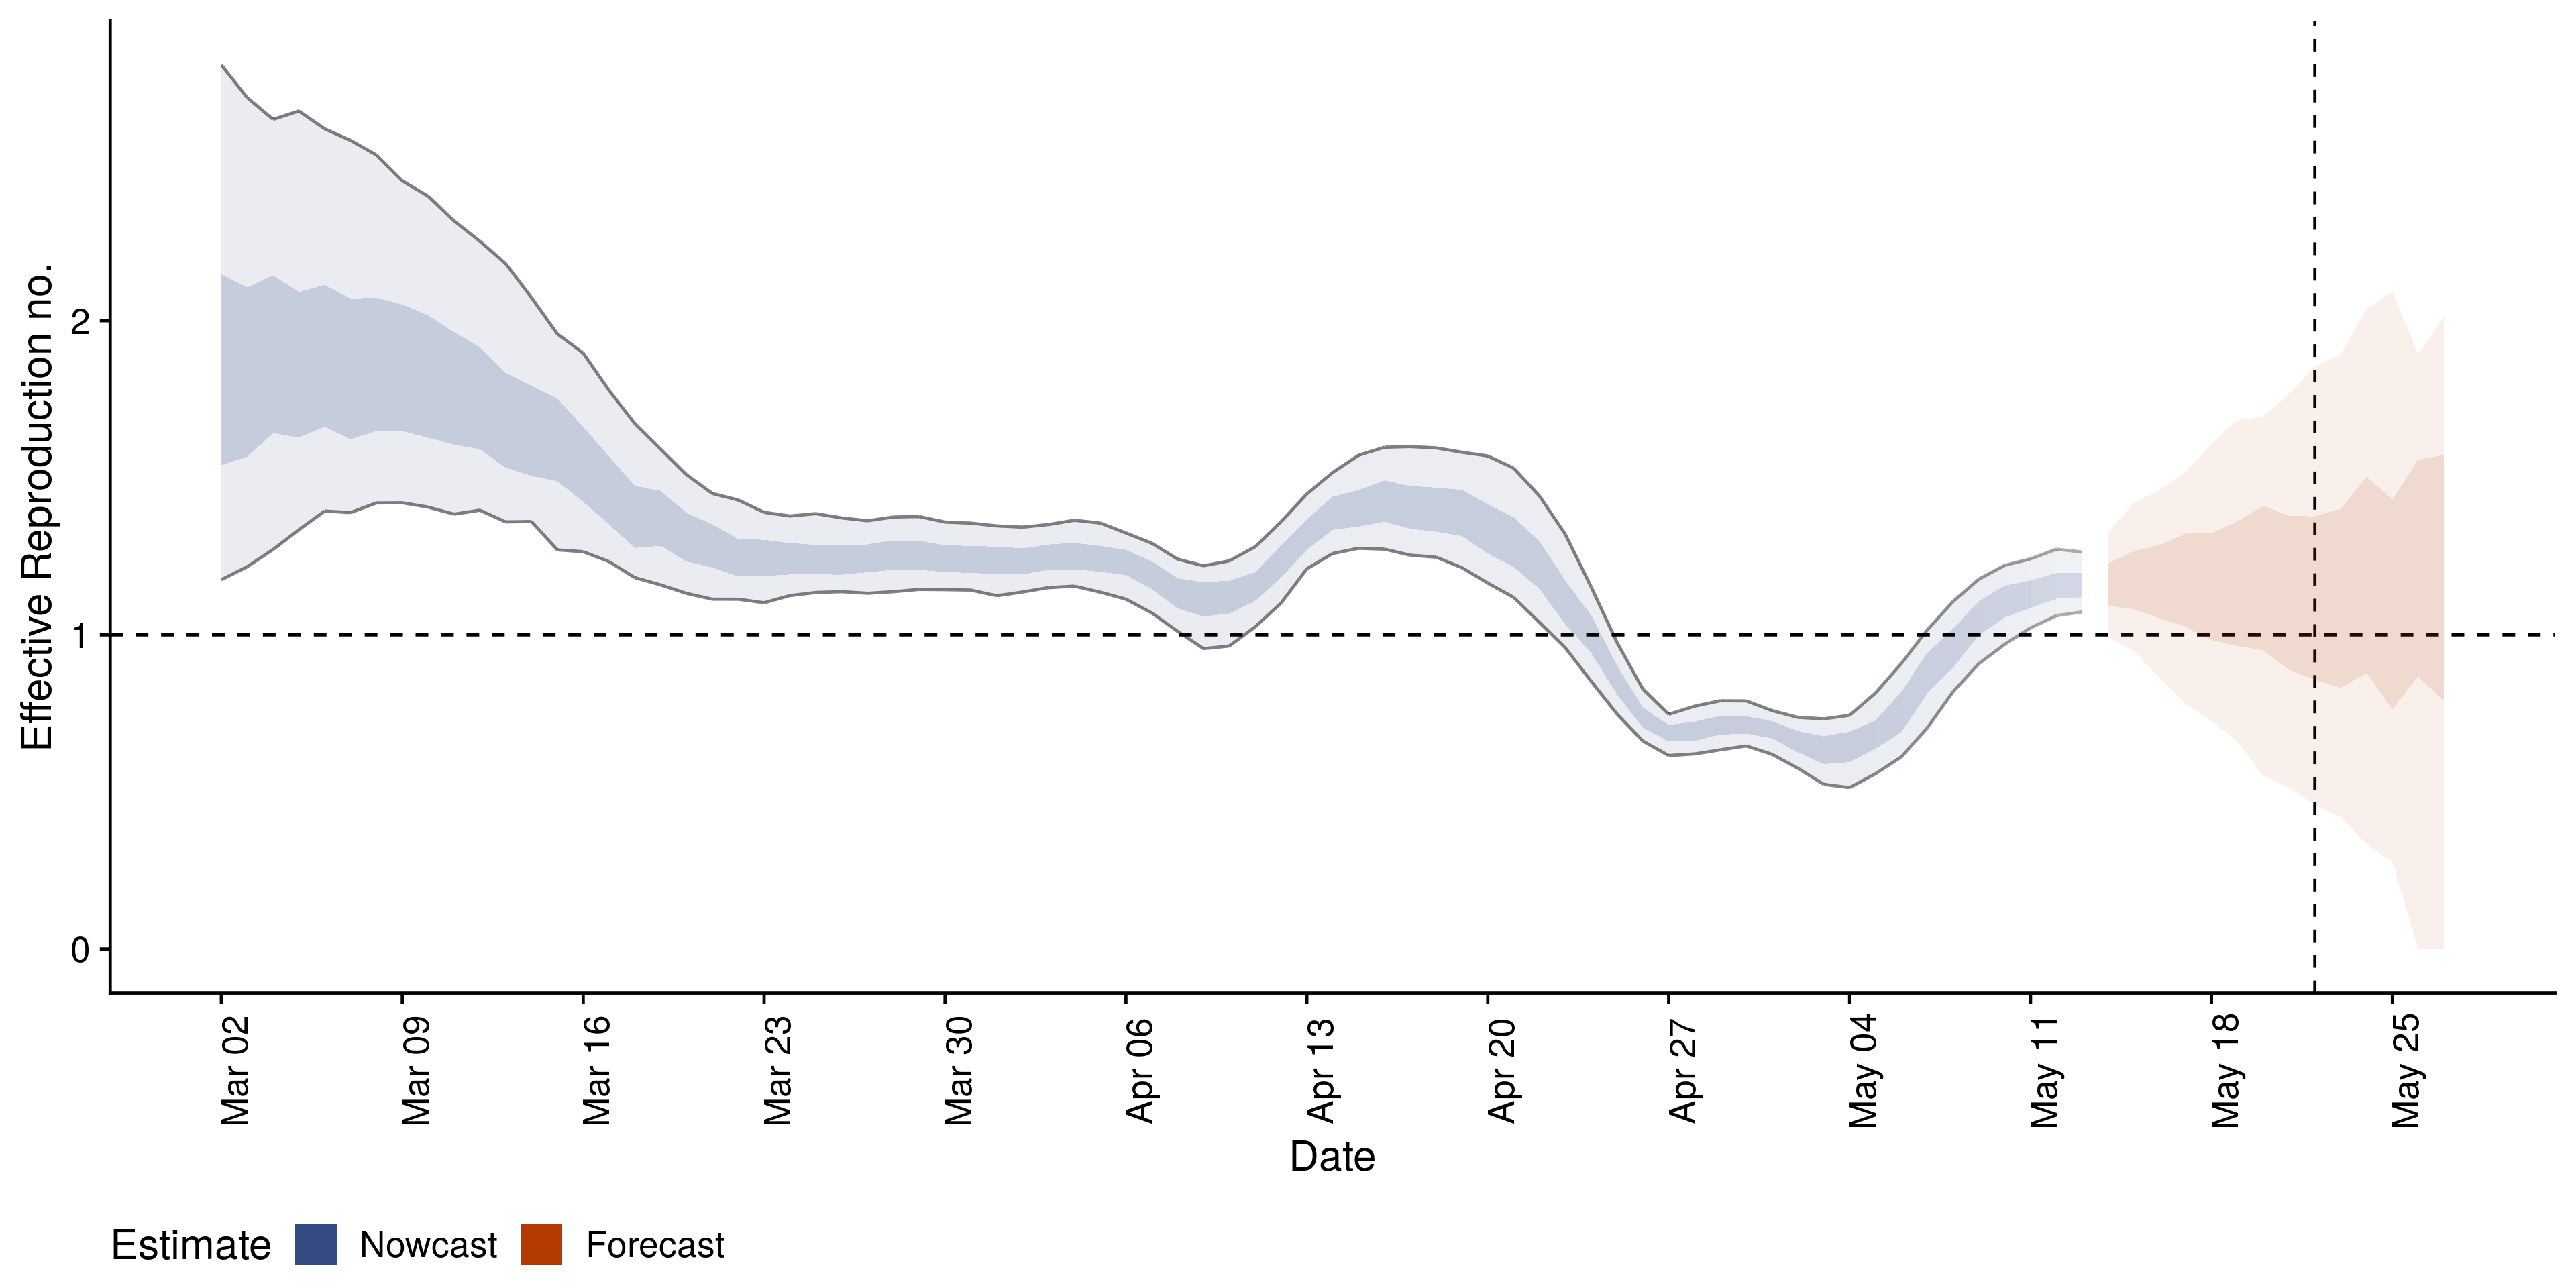 Effective Reproduction no.
2
1
0
Mar 02
Mar 09
Mar 16
Mar 23
Mar 30
Apr 06
Apr 13
Apr 20
Apr 27
May 04
May 11
May 18
May 25
Date
Estimate Nowcast Forecast